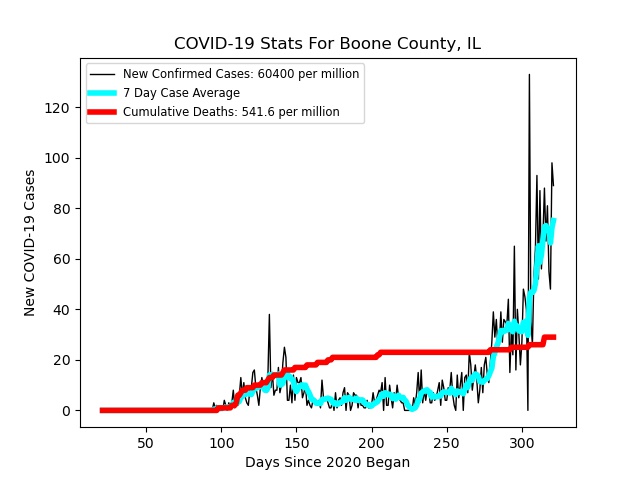 COVID-19 Stats For Boone County, IL
New Confirmed Cases: 60400 per million
7 Day Case Average
Cumulative Deaths: 541.6 per million
New COVID-19 Cases
120
100
80
60
40
20
0
50 100 150 200 250 300
Days Since 2020 Began